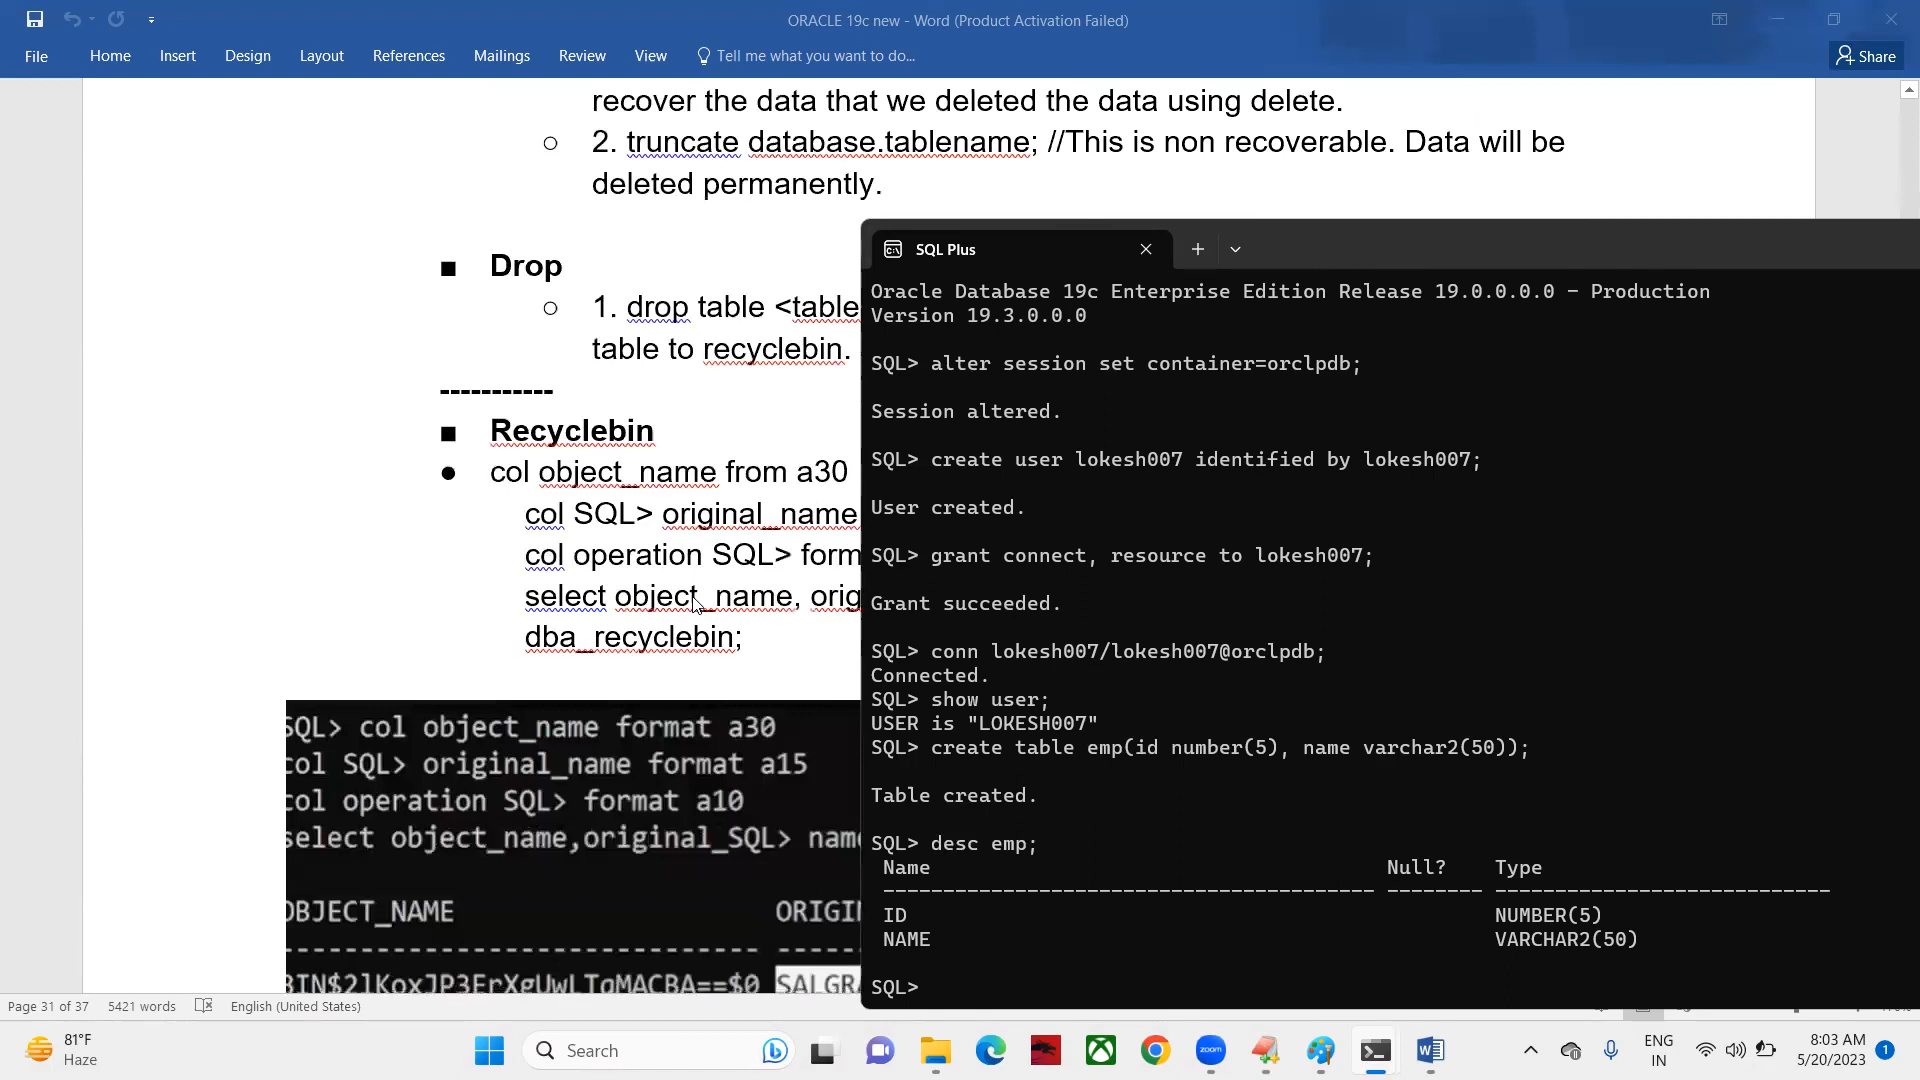 ORACLE 19c new - Word (Product Activation Failed)
File Home Insert Design Layout References Mailings Review View Tell me what you want to do... Share
recover the data that we deleted the data using delete.
○ 2. truncate database.tablename; //This is non recoverable. Data will be
deleted permanently.
■ Drop
○ 1. drop table <table
table to recyclebin.
-----------
■ Recyclebin
● col object_name from a30
col SQL> original_name
col operation SQL> form
select object_name, orig
dba_recyclebin;
SQL> col object_name format a30
col SQL> original_name format a15
col operation SQL> format a10
select object_name,original_SQL> name
OBJECT_NAME ORIGIN
BIN$2lKoxJP3ErXgUwLTqMACBA==$0 SALGRA
SQL Plus
Oracle Database 19c Enterprise Edition Release 19.0.0.0.0 - Production
Version 19.3.0.0.0
SQL> alter session set container=orclpdb;
Session altered.
SQL> create user lokesh007 identified by lokesh007;
User created.
SQL> grant connect, resource to lokesh007;
Grant succeeded.
SQL> conn lokesh007/lokesh007@orclpdb;
Connected.
SQL> show user;
USER is "LOKESH007"
SQL> create table emp(id number(5), name varchar2(50));
Table created.
SQL> desc emp;
Name Null? Type
----------------------------------------- -------- ----------------------------
ID NUMBER(5)
NAME VARCHAR2(50)
SQL>
Page 31 of 37 5421 words English (United States)
81°F
Haze
Search
zoom
ENG
IN
8:03 AM
5/20/2023
1